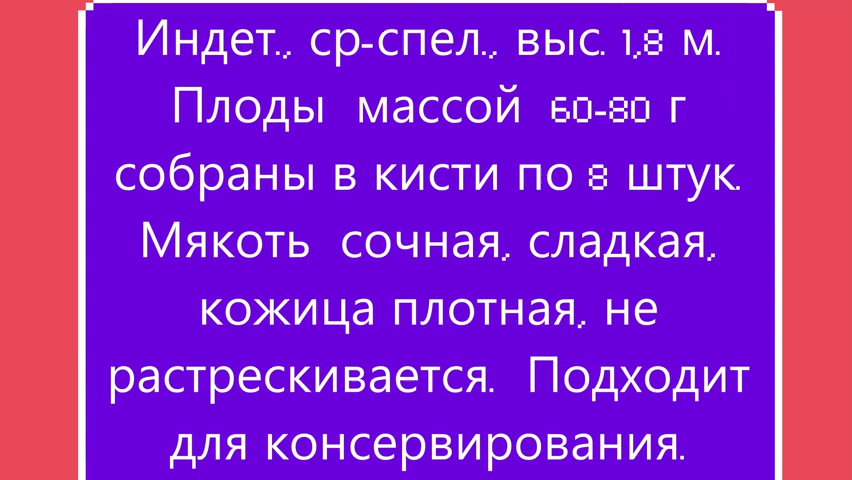 Индет., ср-спел., выс. 1,8 м.
Плоды массой 60-80 г
собраны в кисти по 8 штук.
Мякоть сочная, сладкая,
кожица плотная, не
растрескивается. Подходит
для консервирования.